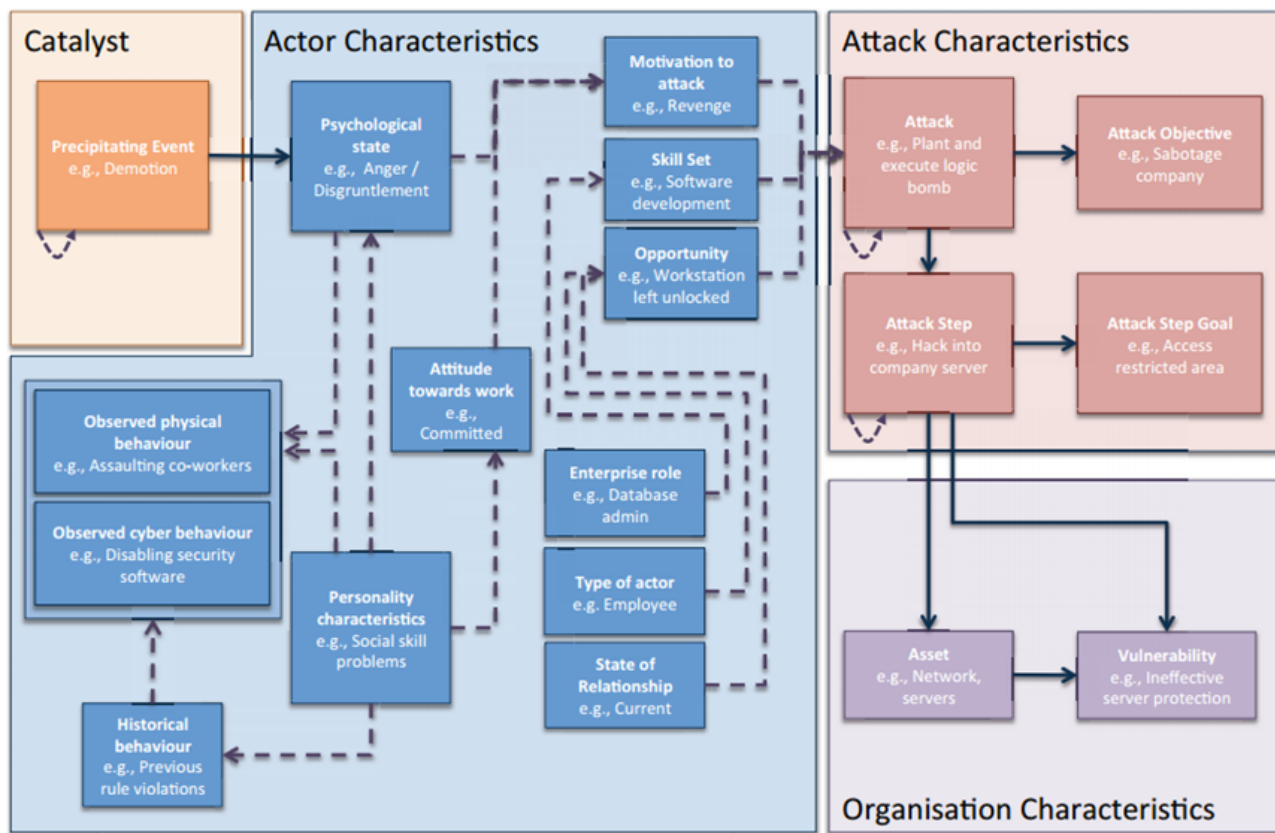 Catalyst
Precipitating Event
e.g., Demotion
Actor Characteristics
Psychological
state
e.g., Anger /
Disgruntlement
Motivation to
attack
e.g., Revenge
Skill Set
e.g., Software
development
Opportunity
e.g., Workstation
left unlocked
Attitude
towards work
e.g.,
Committed
Observed physical
behaviour
e.g., Assaulting co-workers
Observed cyber behaviour
e.g., Disabling security
software
Personality
characteristics
e.g., Social skill
problems
Historical
behaviour
e.g., Previous
rule violations
Enterprise role
e.g., Database
admin
Type of actor
e.g. Employee
State of
Relationship
e.g., Current
Attack Characteristics
Attack
e.g., Plant and
execute logic
bomb
Attack Objective
e.g., Sabotage
company
Attack Step
e.g., Hack into
company server
Attack Step Goal
e.g., Access
restricted area
Asset
e.g., Network,
servers
Vulnerability
e.g., Ineffective
server protection
Organisation Characteristics